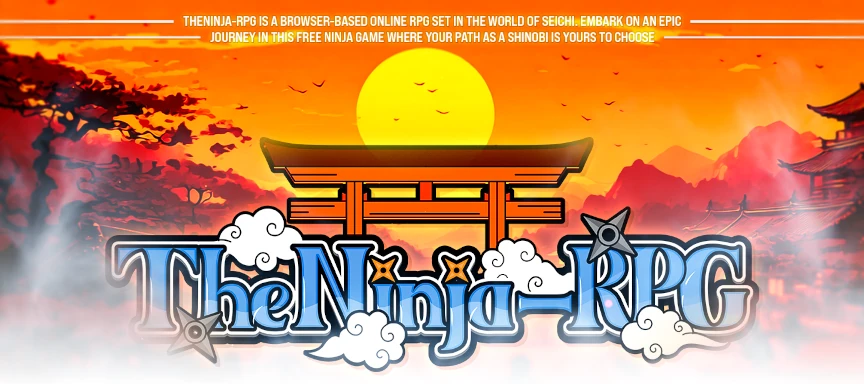 THENINJA-RPG IS A BROWSER-BASED ONLINE RPG SET IN THE WORLD OF SEICHI. EMBARK ON AN EPIC
JOURNEY IN THIS FREE NINJA GAME WHERE YOUR PATH AS A SHINOBI IS YOURS TO CHOOSE
TheNinja-RPG